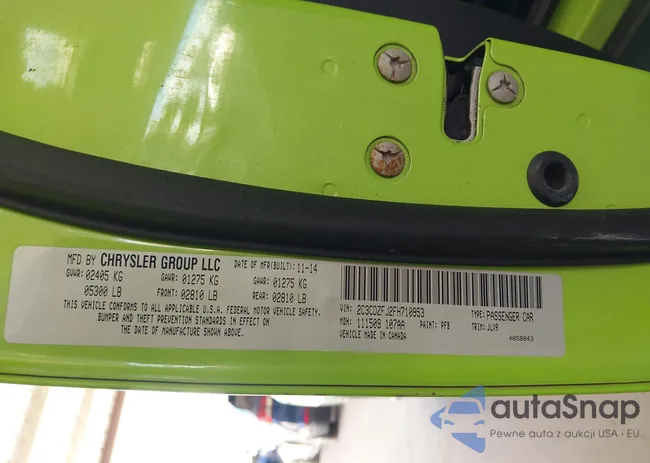 MFD BY CHRYSLER GROUP LLC DATE OF MFR(BUILT): 11-14
GVWR: 02405 KG GAWR: 01275 KG GAWR: 01275 KG
05300 LB FRONT: 02810 LB REAR: 02810 LB
THIS VEHICLE CONFORMS TO ALL APPLICABLE U.S.A. FEDERAL MOTOR VEHICLE SAFETY,
BUMPER AND THEFT PREVENTION STANDARDS IN EFFECT ON
THE DATE OF MANUFACTURE SHOWN ABOVE.
VIN: 2C3CDZFJ2FH710853 TYPE: PASSENGER CAR
MDH: 111509 107AA PAINT: PFB TRIM: JLX9
VEHICLE MADE IN CANADA 4658843
autaSnap
Pewne auta z aukcji USA i EU